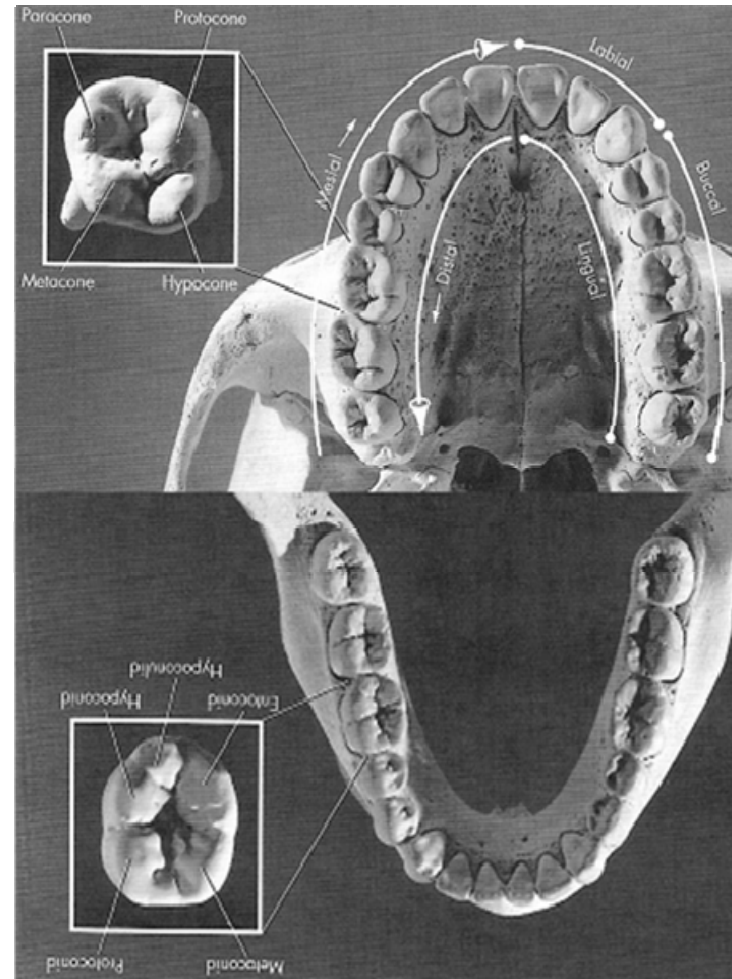 Paracone
Protocone
Labial
Mesial
Buccal
Distal
Lingual
Metacone
Hypocone
Hypoconulid
Hypoconid
Entoconid
Protoconid
Metaconid